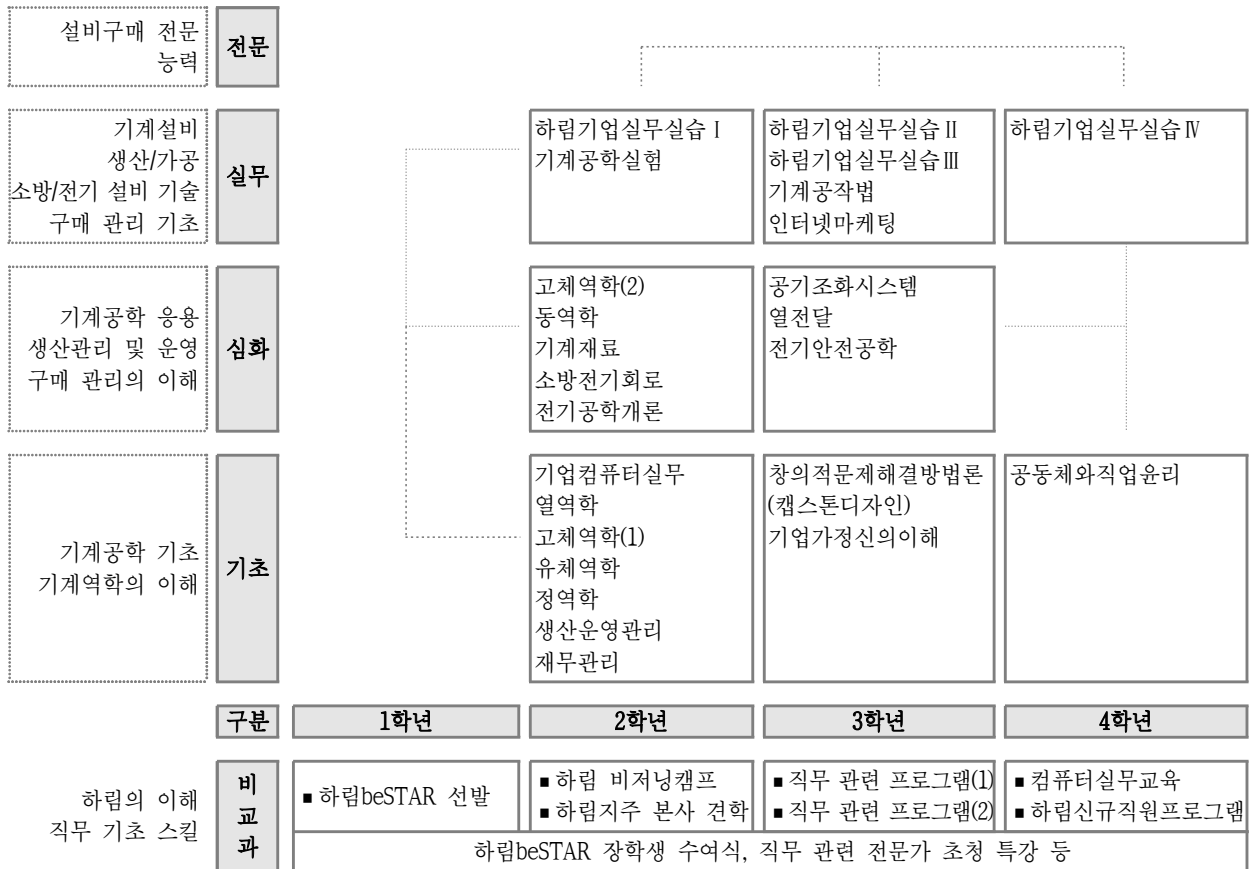 설비구매 전문
능력
전문
기계설비
생산/가공
소방/전기 설비 기술
구매 관리 기초
실무
하림기업실무실습Ⅰ
기계공학실험
하림기업실무실습Ⅱ
하림기업실무실습Ⅲ
기계공작법
인터넷마케팅
하림기업실무실습Ⅳ
기계공학 응용
생산관리 및 운영
구매 관리의 이해
심화
고체역학(2)
동역학
기계재료
소방전기회로
전기공학개론
공기조화시스템
열전달
전기안전공학
기계공학 기초
기계역학의 이해
기초
기업컴퓨터실무
열역학
고체역학(1)
유체역학
정역학
생산운영관리
재무관리
창의적문제해결방법론
(캡스톤디자인)
기업가정신의이해
공동체와직업윤리
구분
1학년
2학년
3학년
4학년
하림의 이해
직무 기초 스킬
비
교
과
▪하림beSTAR 선발
▪하림 비저닝캠프
▪하림지주 본사 견학
▪직무 관련 프로그램(1)
▪직무 관련 프로그램(2)
▪컴퓨터실무교육
▪하림신규직원프로그램
하림beSTAR 장학생 수여식, 직무 관련 전문가 초청 특강 등